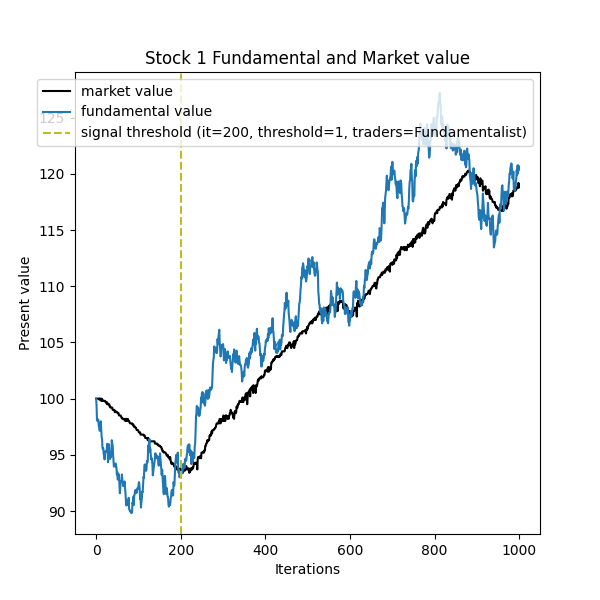 Stock 1 Fundamental and Market value
market value
fundamental value
signal threshold (it=200, threshold=1, traders=Fundamentalist)
125
120
115
110
105
100
95
90
Present value
0 200 400 600 800 1000
Iterations